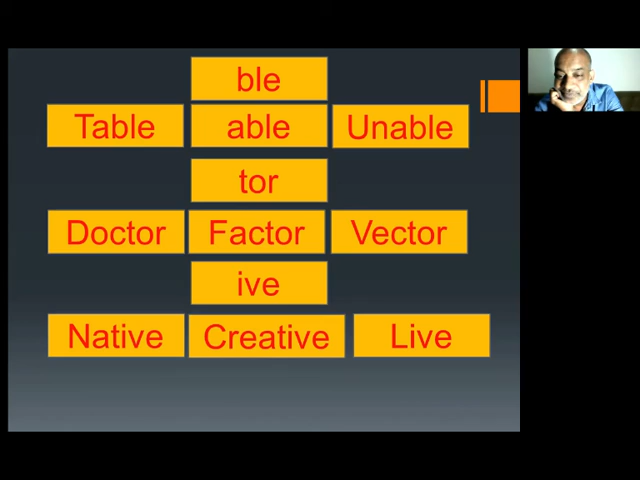 ble
Table able Unable
tor
Doctor Factor Vector
ive
Native Creative Live